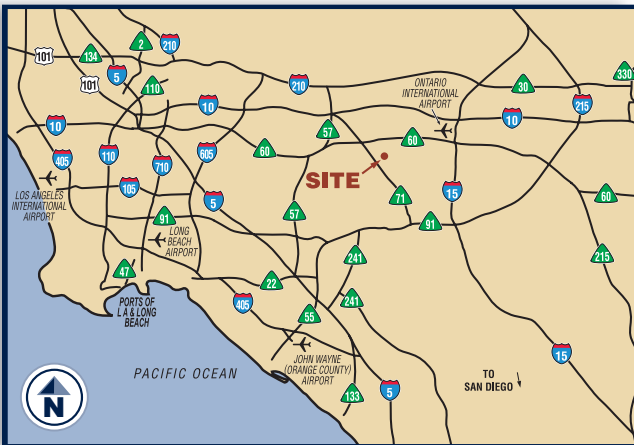 2
210
101
134
5
330
101
110
210
30
ONTARIO
INTERNATIONAL
AIRPORT
215
10
10
10
57
60
60
405
110
710
605
SITE
LOS ANGELES
INTERNATIONAL
AIRPORT
105
5
71
15
60
91
57
91
LONG
BEACH
AIRPORT
241
215
47
22
PORTS OF
LA & LONG
BEACH
405
241
55
JOHN WAYNE
(ORANGE COUNTY)
AIRPORT
15
PACIFIC OCEAN
TO
SAN DIEGO
133
5
N